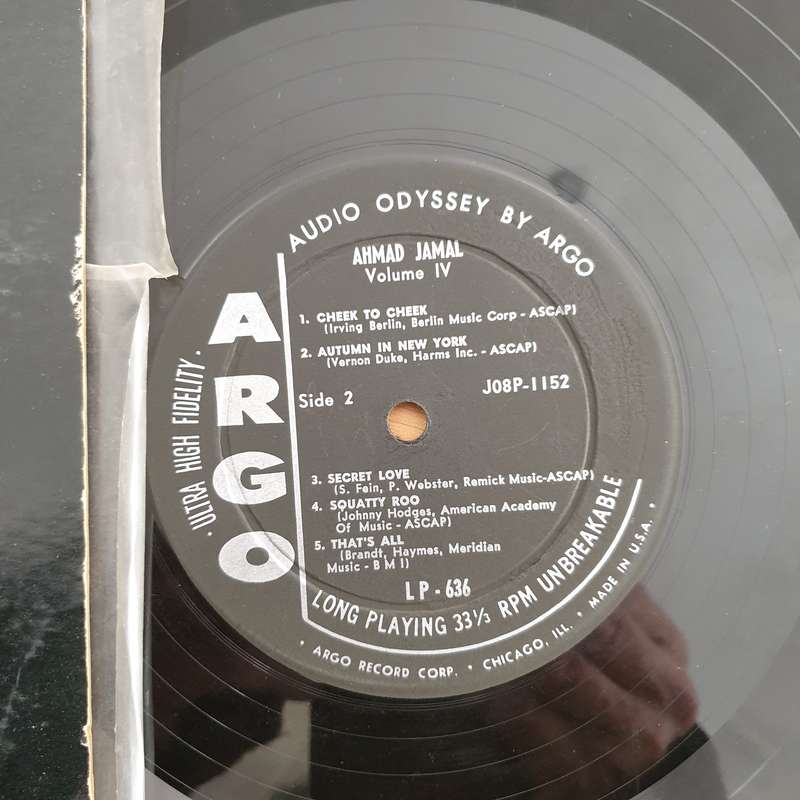 AUDIO ODYSSEY BY ARGO
AHMAD JAMAL
Volume IV
1. CHEEK TO CHEEK
(Irving Berlin, Berlin Music Corp - ASCAP)
2. AUTUMN IN NEW YORK
(Vernon Duke, Harms Inc. - ASCAP)
Side 2
J08P-1152
3. SECRET LOVE
(S. Fein, P. Webster, Remick Music-ASCAP)
4. SQUATTY ROO
(Johnny Hodges, American Academy
Of Music - ASCAP)
5. THAT'S ALL
(Brandt, Haymes, Meridian
Music - B M I)
LP - 636
ARGO
· ULTRA HIGH FIDELITY ·
LONG PLAYING 33⅓ RPM UNBREAKABLE
• ARGO RECORD CORP. • CHICAGO, ILL. • MADE IN U.S.A. •